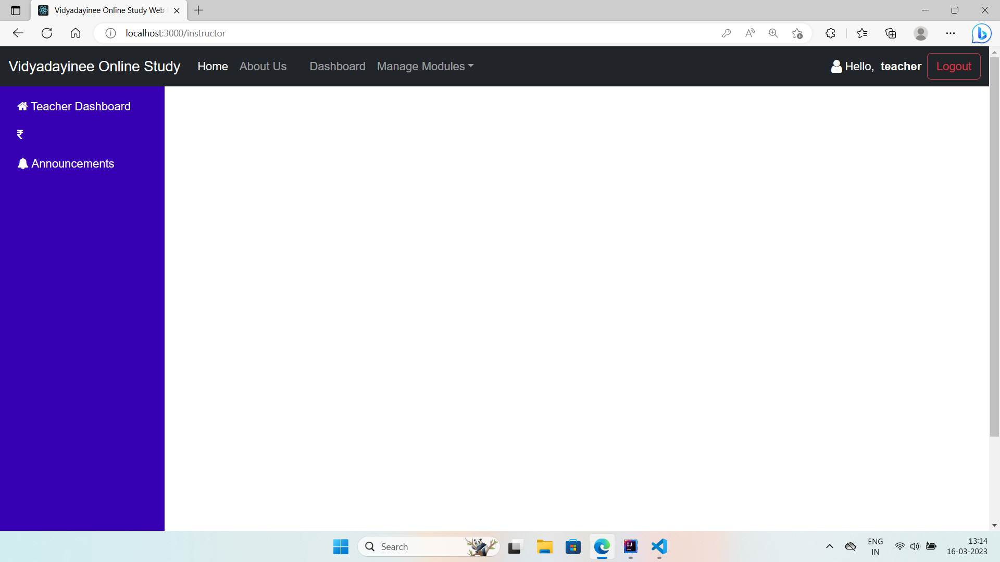 Vidyadayinee Online Study Web
localhost:3000/instructor
Vidyadayinee Online Study Home About Us Dashboard Manage Modules Hello, teacher Logout
Teacher Dashboard
₹
Announcements
Search
ENG
IN
13:14
16-03-2023